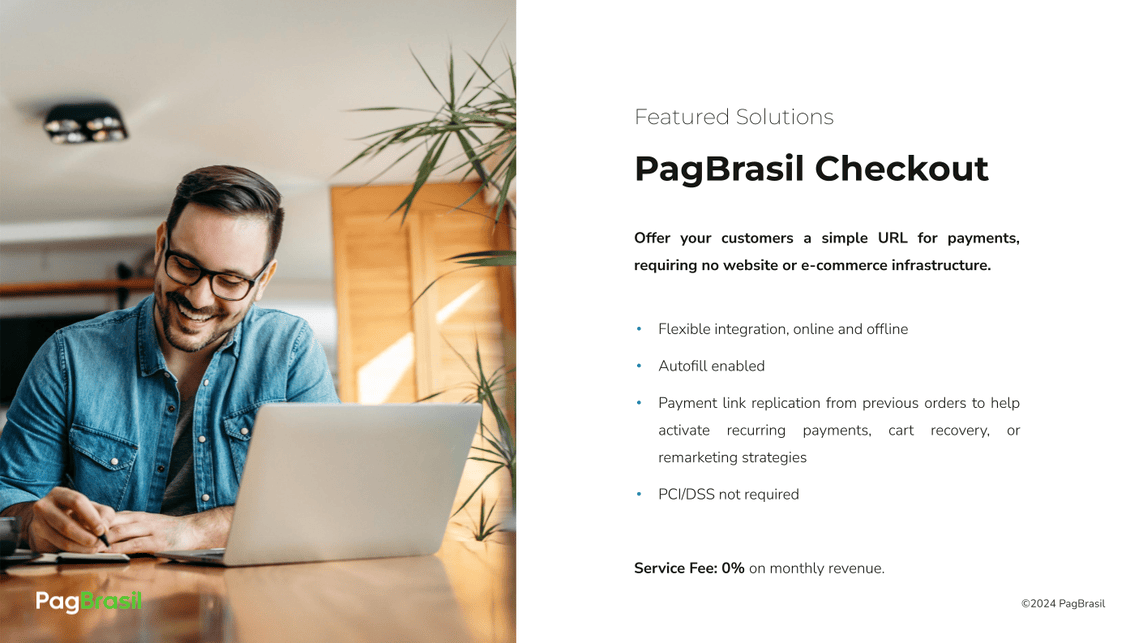 Featured Solutions
PagBrasil Checkout
Offer your customers a simple URL for payments,
requiring no website or e-commerce infrastructure.
• Flexible integration, online and offline
• Autofill enabled
• Payment link replication from previous orders to help
activate recurring payments, cart recovery, or
remarketing strategies
• PCI/DSS not required
Service Fee: 0% on monthly revenue.
PagBrasil
©2024 PagBrasil